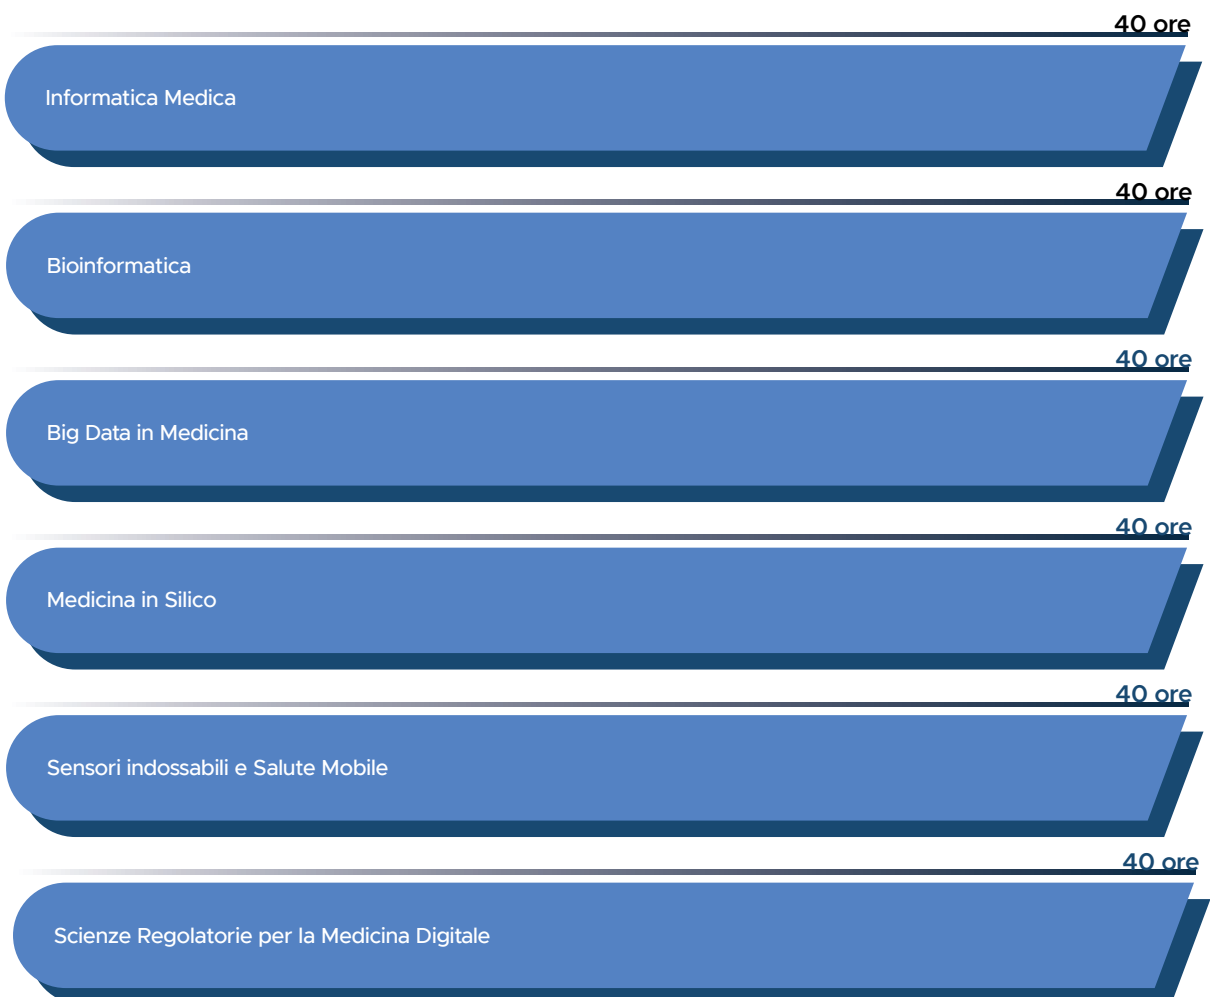 40 ore
Informatica Medica
40 ore
Bioinformatica
40 ore
Big Data in Medicina
40 ore
Medicina in Silico
40 ore
Sensori indossabili e Salute Mobile
40 ore
Scienze Regolatorie per la Medicina Digitale